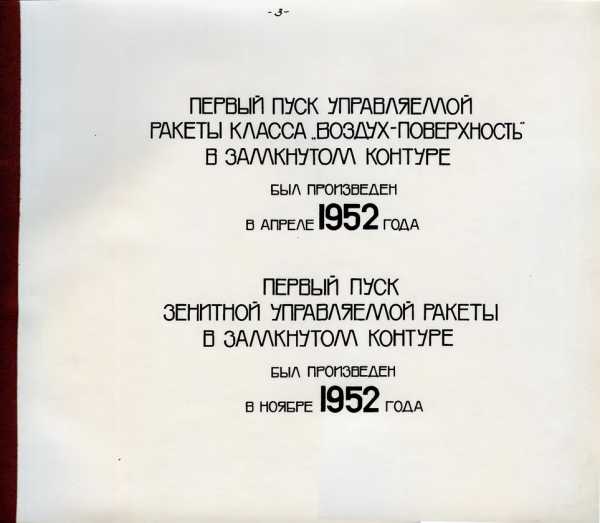 -3-
ПЕРВЫЙ ПУСК УПРАВЛЯЕМОЙ
РАКЕТЫ КЛАССА „ВОЗДУХ-ПОВЕРХНОСТЬ"
В ЗАМКНУТОМ КОНТУРЕ
БЫЛ ПРОИЗВЕДЕН
В АПРЕЛЕ 1952 ГОДА
ПЕРВЫЙ ПУСК
ЗЕНИТНОЙ УПРАВЛЯЕМОЙ РАКЕТЫ
В ЗАМКНУТОМ КОНТУРЕ
БЫЛ ПРОИЗВЕДЕН
В НОЯБРЕ 1952 ГОДА